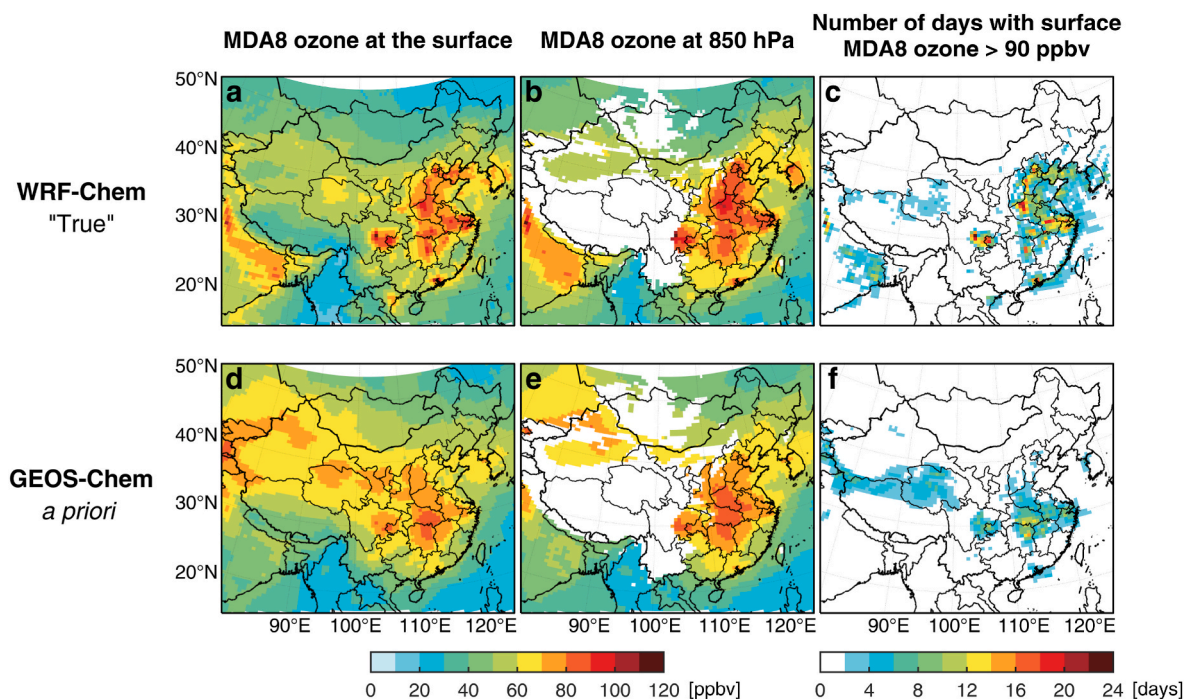 MDA8 ozone at the surface
MDA8 ozone at 850 hPa
Number of days with surface
MDA8 ozone > 90 ppbv
WRF-Chem
"True"
50°N
40°N
30°N
20°N
a
b
c
GEOS-Chem
a priori
50°N
40°N
30°N
20°N
d
e
f
90°E 100°E 110°E 120°E
90°E 100°E 110°E 120°E
90°E 100°E 110°E 120°E
0 20 40 60 80 100 120 [ppbv]
0 4 8 12 16 20 24 [days]